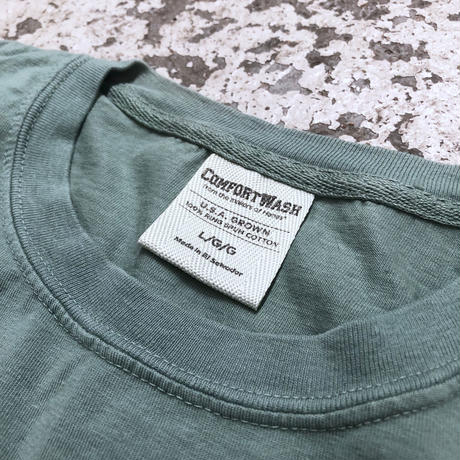 COMFORTWASH
from the makers of Hanes
U.S.A. GROWN
100% RING SPUN COTTON
L/G/G
Made in El Salvador